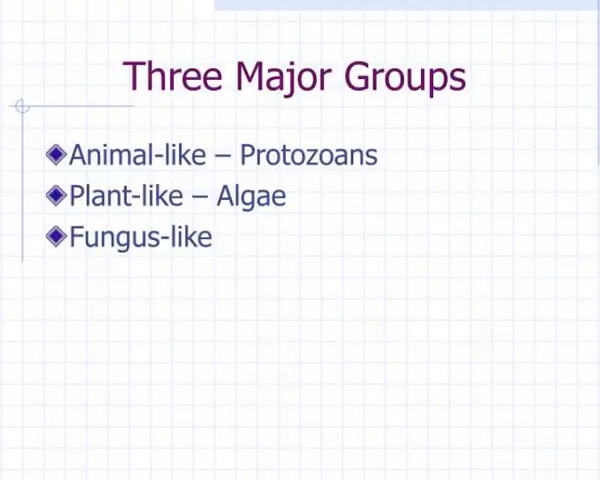 Three Major Groups
Animal-like – Protozoans
Plant-like – Algae
Fungus-like